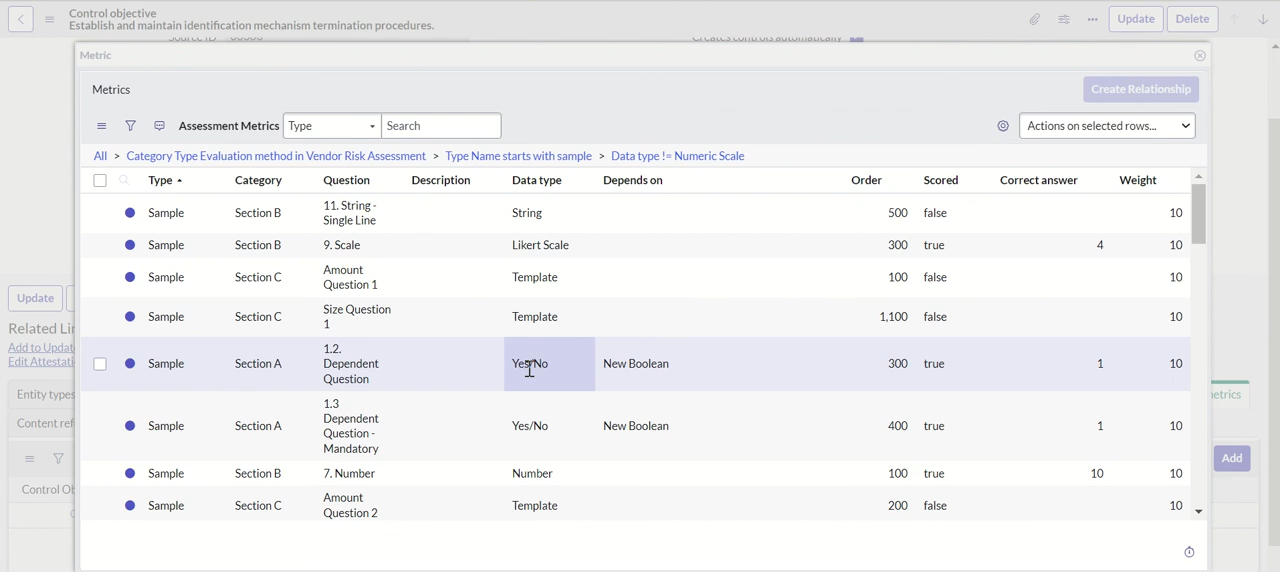 Control objective
Establish and maintain identification mechanism termination procedures.
Update
Delete
Source ID
Creates controls automatically
Metric
Metrics
Create Relationship
Assessment Metrics
Type
Search
Actions on selected rows...
All > Category Type Evaluation method in Vendor Risk Assessment > Type Name starts with sample > Data type != Numeric Scale
Type Category Question Description Data type Depends on Order Scored Correct answer Weight
Sample Section B 11. String -
Single Line String 500 false 10
Sample Section B 9. Scale Likert Scale 300 true 4 10
Sample Section C Amount
Question 1 Template 100 false 10
Sample Section C Size Question
1 Template 1,100 false 10
Sample Section A 1.2.
Dependent
Question Yes/No New Boolean 300 true 1 10
Sample Section A 1.3
Dependent
Question -
Mandatory Yes/No New Boolean 400 true 1 10
Sample Section B 7. Number Number 100 true 10 10
Sample Section C Amount
Question 2 Template 200 false 10
Update
Related Li
Add to Updat
Edit Attestati
Entity types
Content ref
etrics
Add
Control Ob